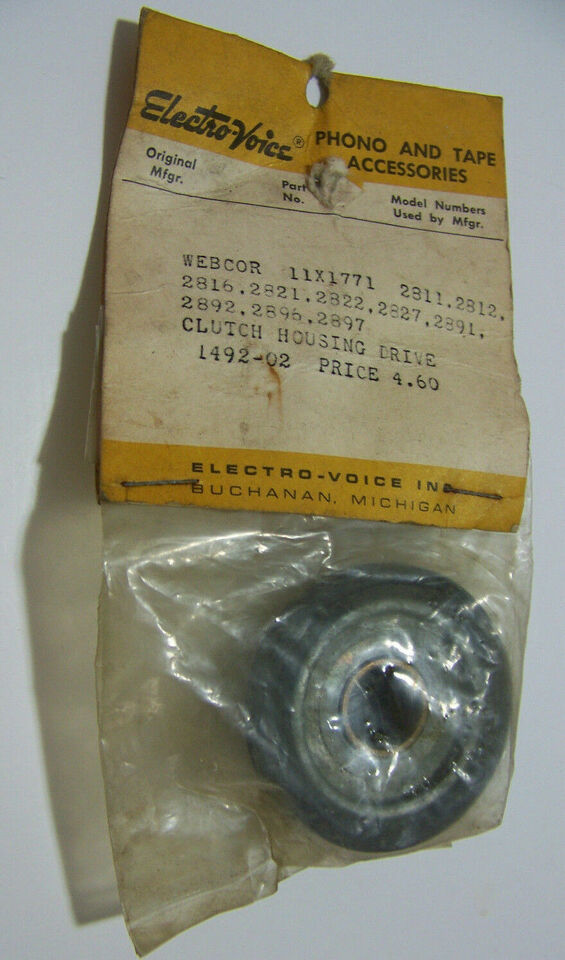 Electro-Voice® PHONO AND TAPE
ACCESSORIES
Original
Mfgr.
Part
No.
Model Numbers
Used by Mfgr.
WEBCOR 11X1771 2811,2812,
2816,2821,2822,2827,2891,
2892,2896,2897
CLUTCH HOUSING DRIVE
1492-02 PRICE 4.60
ELECTRO-VOICE IN
BUCHANAN, MICHIGAN